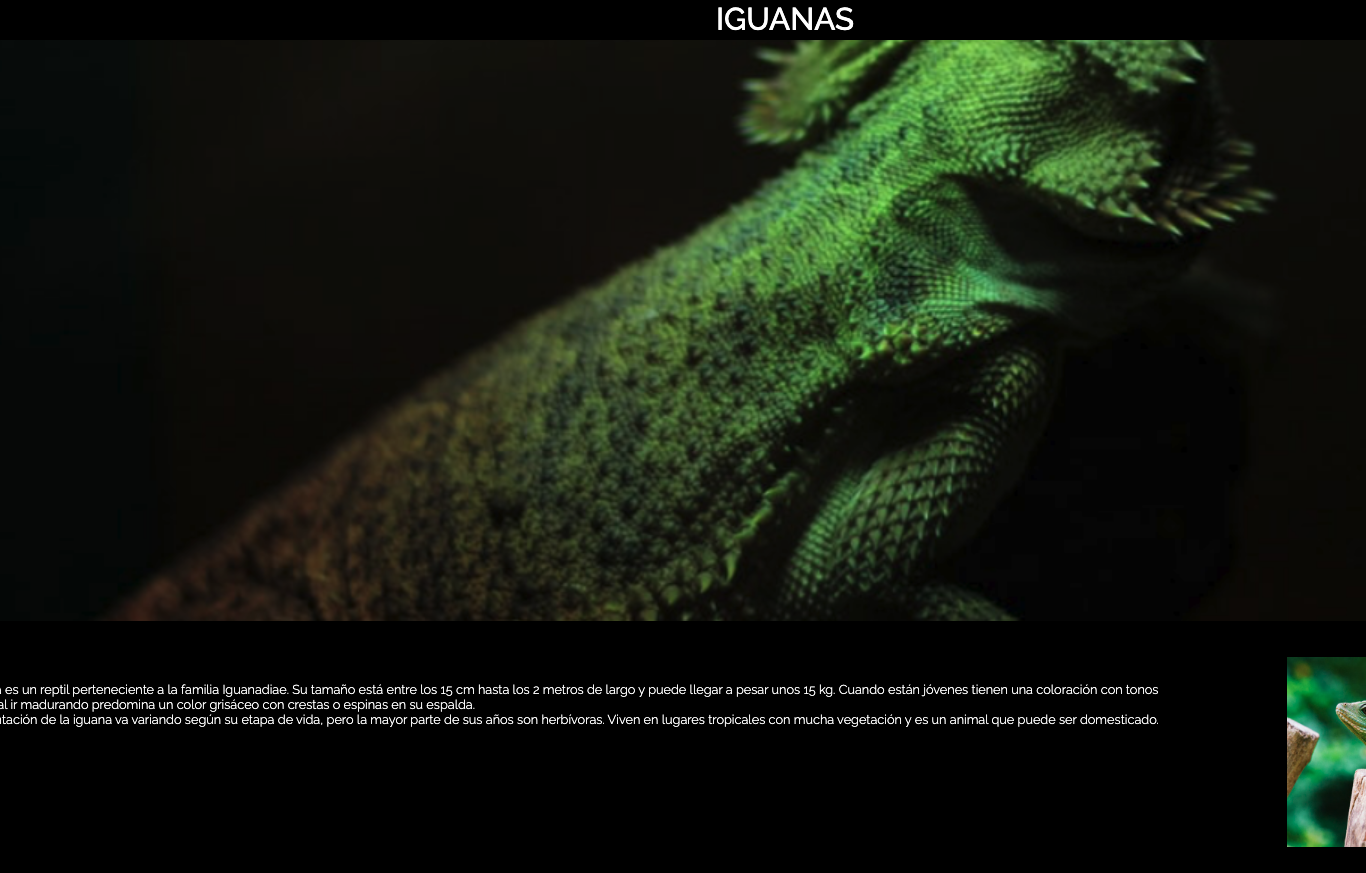 IGUANAS
es un reptil perteneciente a la familia Iguanadiae. Su tamaño está entre los 15 cm hasta los 2 metros de largo y puede llegar a pesar unos 15 kg. Cuando están jóvenes tienen una coloración con tonos
al ir madurando predomina un color grisáceo con crestas o espinas en su espalda.
de la iguana va variando según su etapa de vida, pero la mayor parte de sus años son herbívoras. Viven en lugares tropicales con mucha vegetación y es un animal que puede ser domesticado.